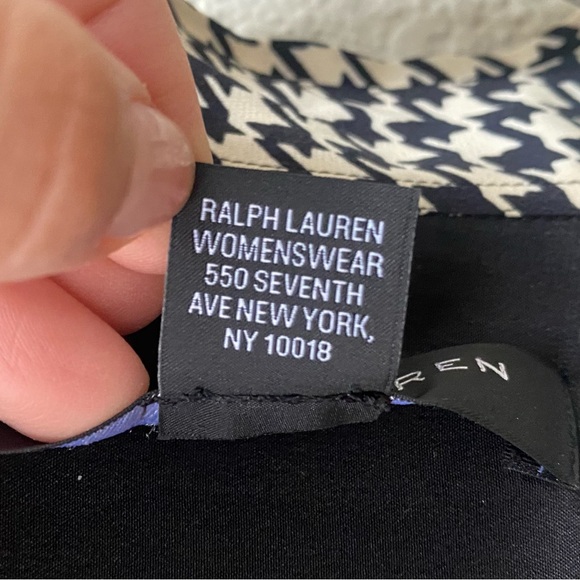 RALPH LAUREN
WOMENSWEAR
550 SEVENTH
AVE NEW YORK,
NY 10018
REN